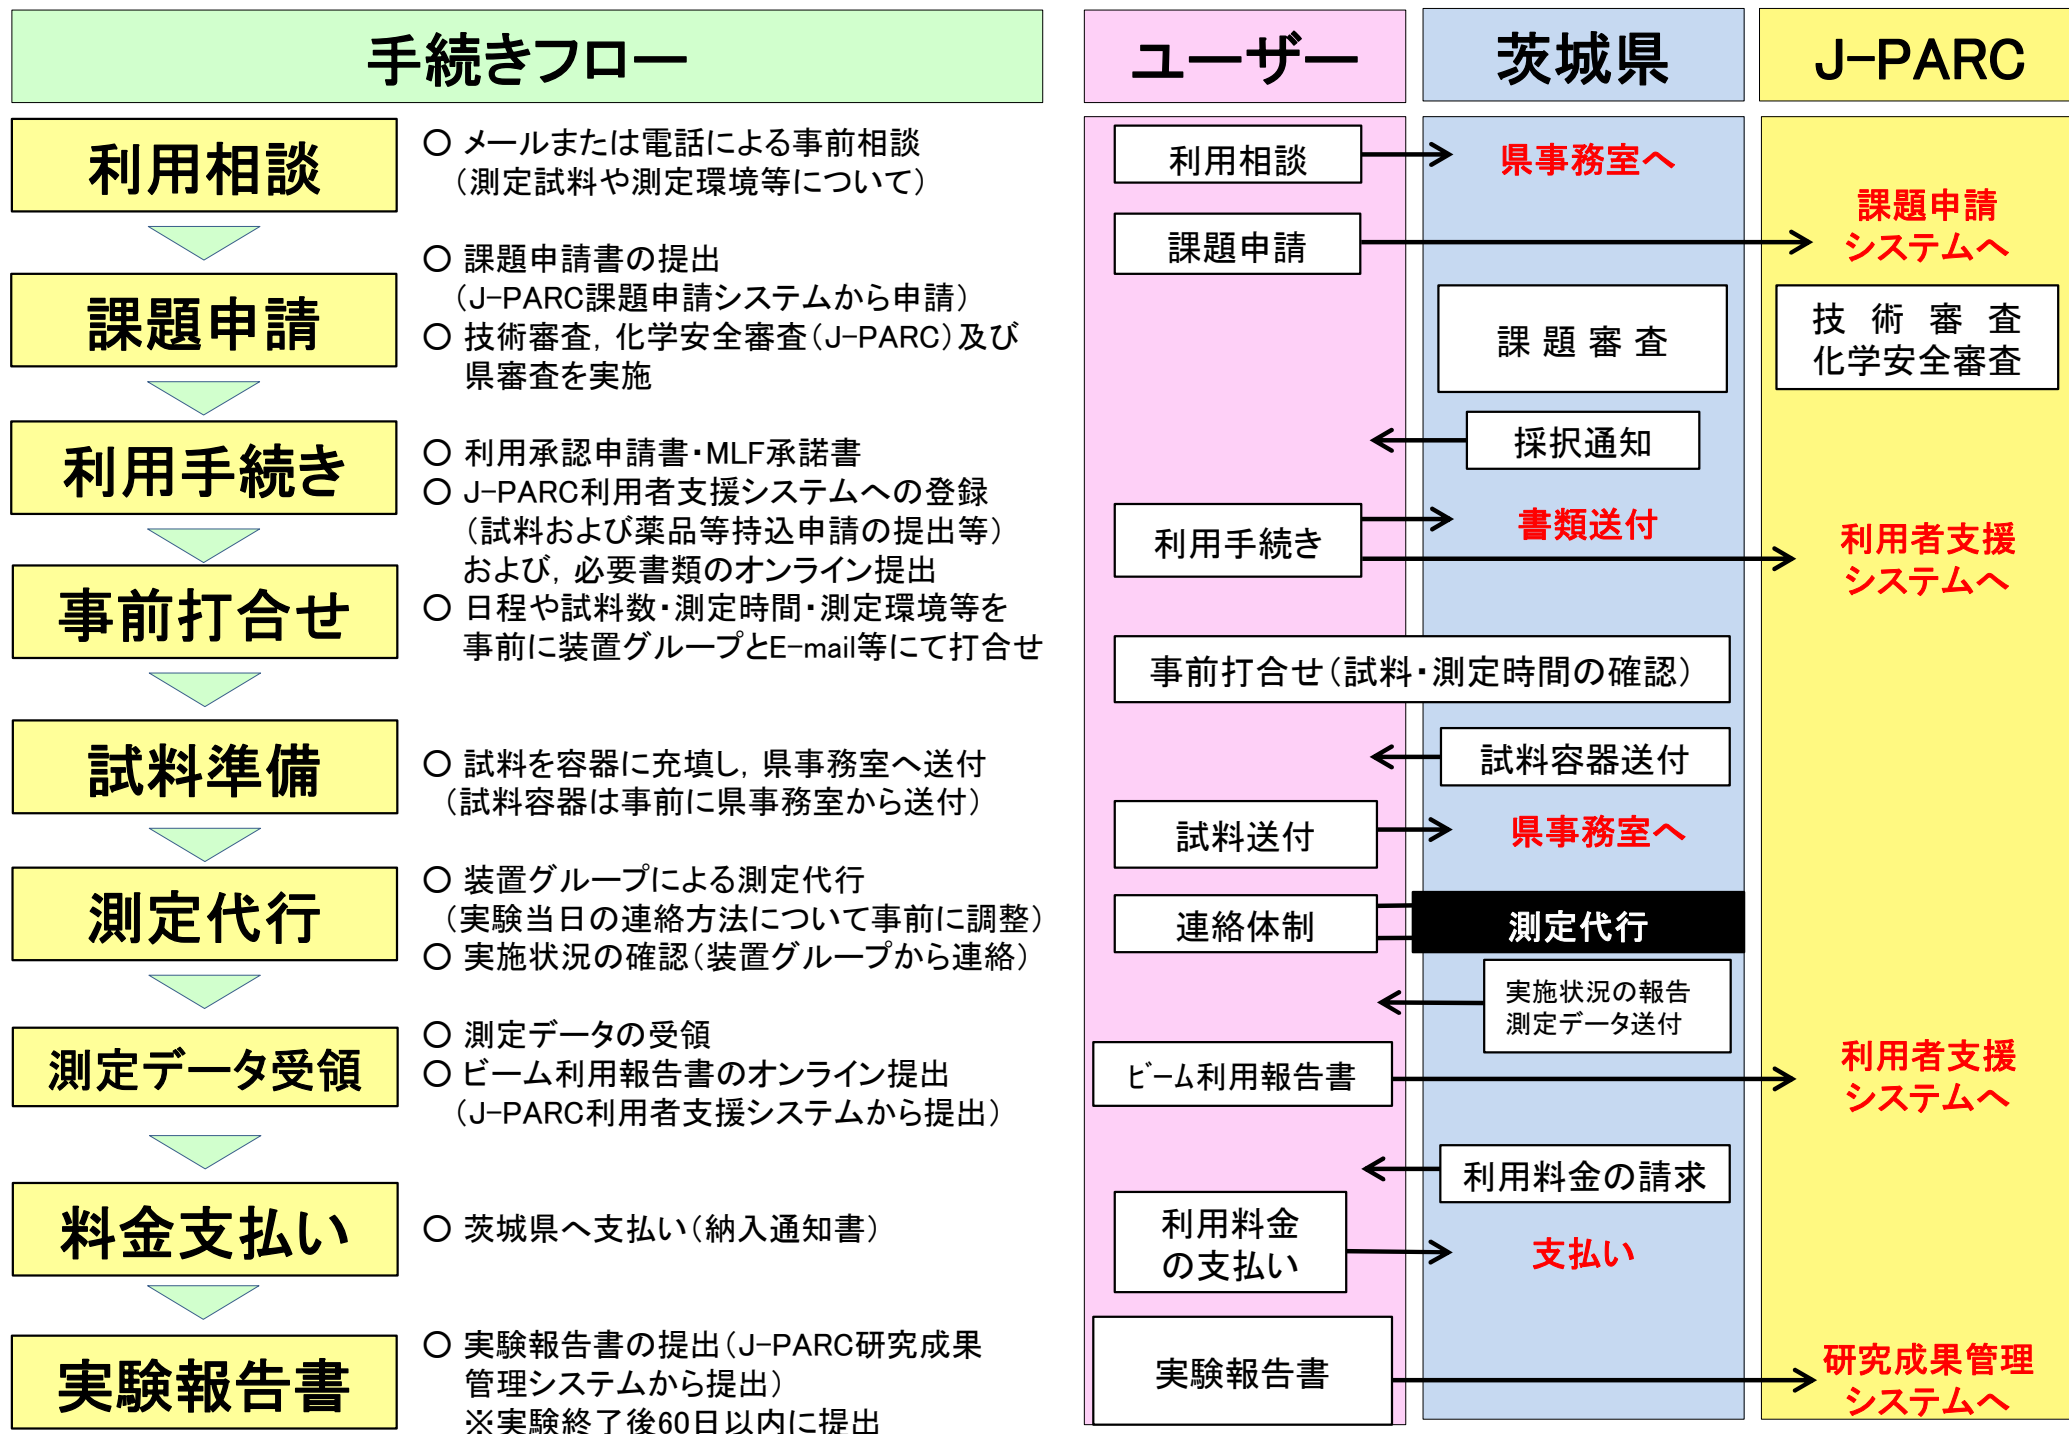 手続きフロー
利用相談
○ メールまたは電話による事前相談
（測定試料や測定環境等について）
課題申請
○ 課題申請書の提出
（J-PARC課題申請システムから申請）
○ 技術審査，化学安全審査（J-PARC）及び
県審査を実施
利用手続き
○ 利用承認申請書・MLF承諾書
○ J-PARC利用者支援システムへの登録
（試料および薬品等持込申請の提出等）
および，必要書類のオンライン提出
事前打合せ
○ 日程や試料数・測定時間・測定環境等を
事前に装置グループとE-mail等にて打合せ
試料準備
○ 試料を容器に充填し，県事務室へ送付
（試料容器は事前に県事務室から送付）
測定代行
○ 装置グループによる測定代行
（実験当日の連絡方法について事前に調整）
○ 実施状況の確認（装置グループから連絡）
測定データ受領
○ 測定データの受領
○ ビーム利用報告書のオンライン提出
（J-PARC利用者支援システムから提出）
料金支払い
○ 茨城県へ支払い（納入通知書）
実験報告書
○ 実験報告書の提出（J-PARC研究成果
管理システムから提出）
※実験終了後60日以内に提出
ユーザー
茨城県
J-PARC
利用相談
県事務室へ
課題申請
課題申請
システムへ
課 題 審 査
技 術 審 査
化学安全審査
採択通知
利用手続き
書類送付
利用者支援
システムへ
事前打合せ（試料・測定時間の確認）
試料容器送付
試料送付
県事務室へ
連絡体制
測定代行
実施状況の報告
測定データ送付
ﾋﾞｰﾑ利用報告書
利用者支援
システムへ
利用料金の請求
利用料金
の支払い
支払い
実験報告書
研究成果管理
システムへ